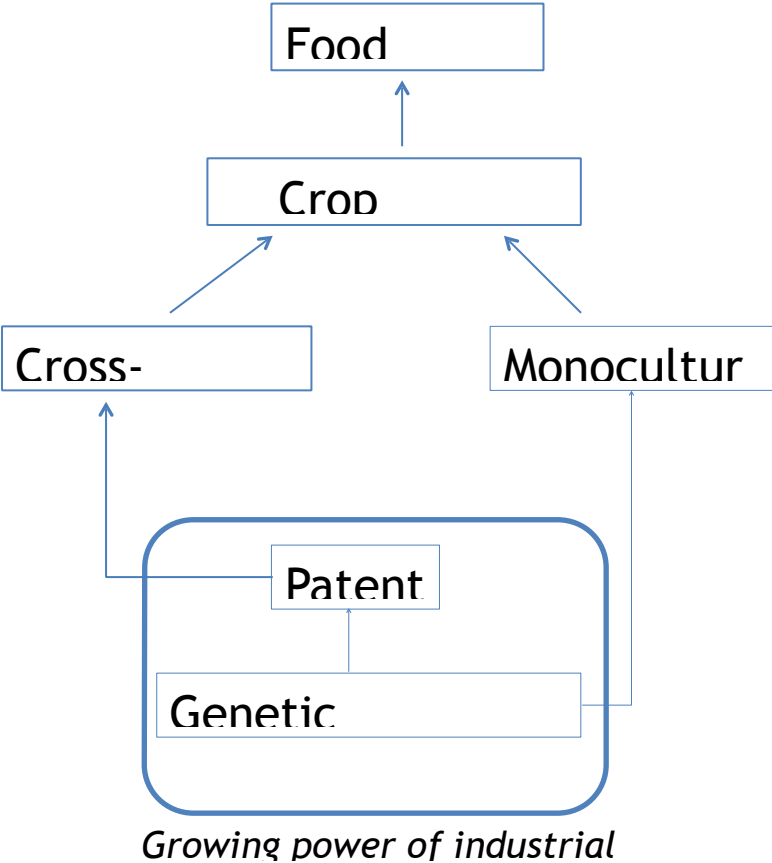 Food
Crop
Cross-
Monocultur
Patent
Genetic
Growing power of industrial